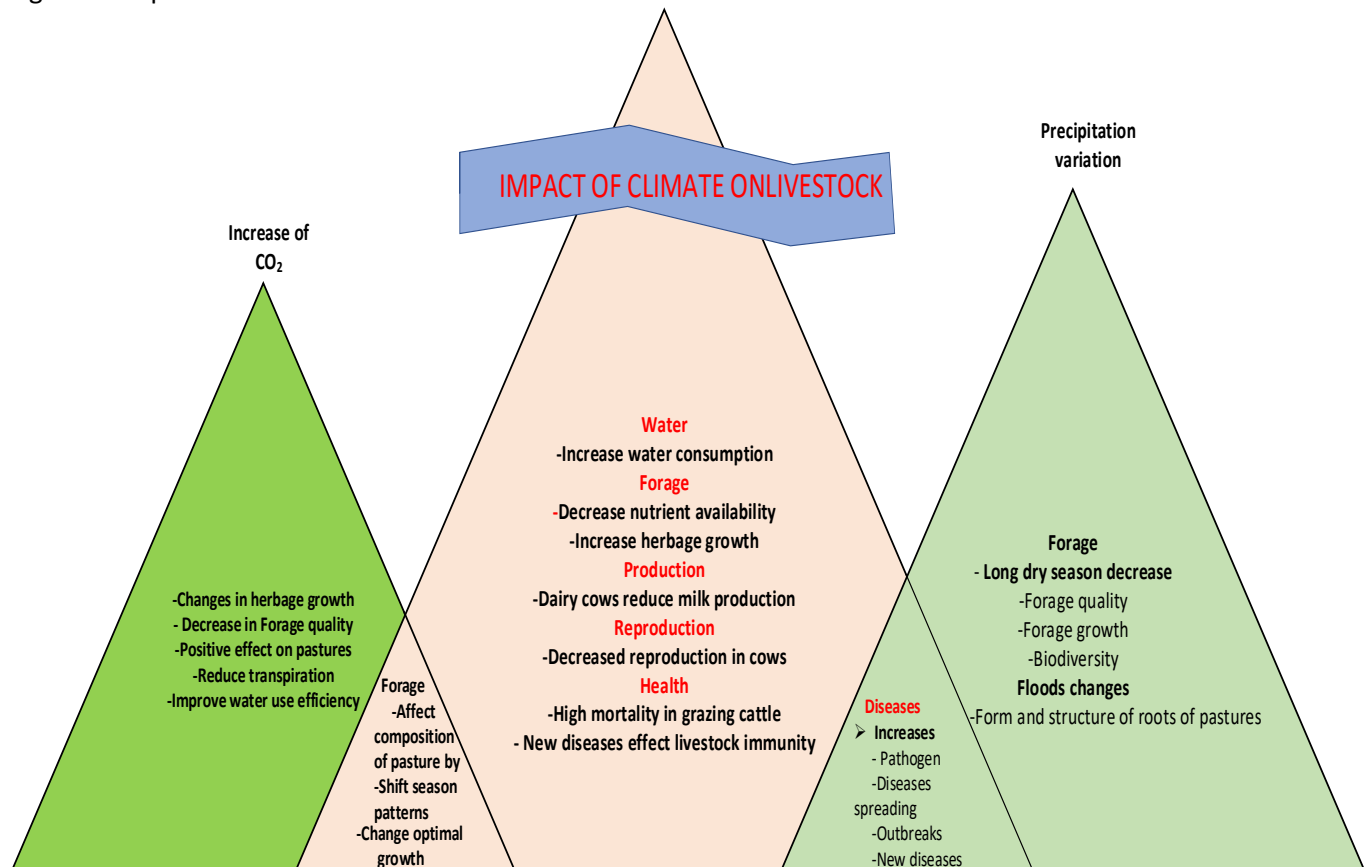 IMPACT OF CLIMATE ONLIVESTOCK
Increase of
CO₂
-Changes in herbage growth
- Decrease in Forage quality
-Positive effect on pastures
-Reduce transpiration
-Improve water use efficiency
Forage
-Affect
composition
of pasture by
-Shift season
patterns
-Change optimal
growth
Water
-Increase water consumption
Forage
-Decrease nutrient availability
-Increase herbage growth
Production
-Dairy cows reduce milk production
Reproduction
-Decreased reproduction in cows
Health
-High mortality in grazing cattle
- New diseases effect livestock immunity
Diseases
➢ Increases
- Pathogen
-Diseases
spreading
-Outbreaks
-New diseases
Precipitation
variation
Forage
- Long dry season decrease
-Forage quality
-Forage growth
-Biodiversity
Floods changes
-Form and structure of roots of pastures